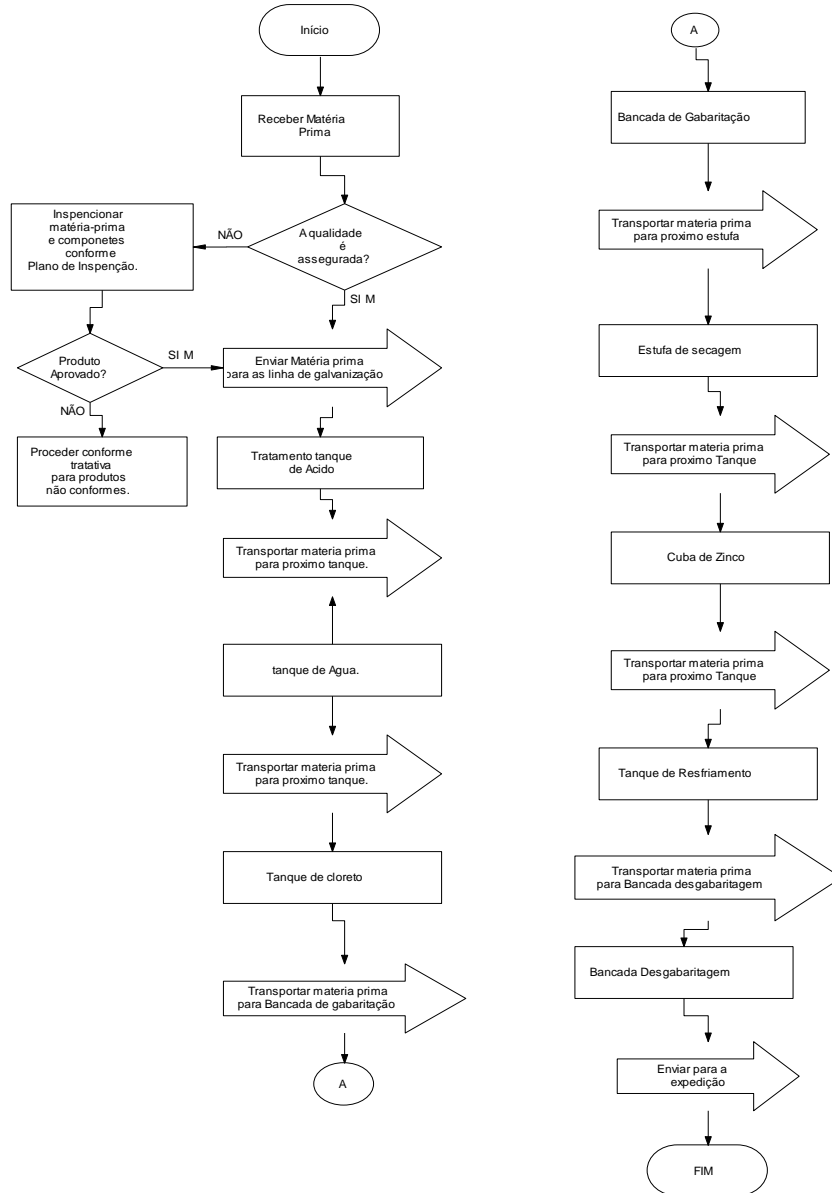 Início
Receber Matéria
Prima
A qualidade
é
assegurada?
NÃO
SI M
Inspencionar
matéria-prima
e componetes
conforme
Plano de Inspenção.
Produto
Aprovado?
SI M
NÃO
Proceder conforme
tratativa
para produtos
não conformes.
Enviar Matéria prima
para as linha de galvanização
Tratamento tanque
de Acido
Transportar materia prima
para proximo tanque.
tanque de Agua.
Transportar materia prima
para proximo tanque.
Tanque de cloreto
Transportar materia prima
para Bancada de gabaritação
A
A
Bancada de Gabaritação
Transportar materia prima
para proximo estufa
Estufa de secagem
Transportar materia prima
para proximo Tanque
Cuba de Zinco
Transportar materia prima
para proximo Tanque
Tanque de Resfriamento
Transportar materia prima
para Bancada desgabaritagem
Bancada Desgabaritagem
Enviar para a
expedição
FIM